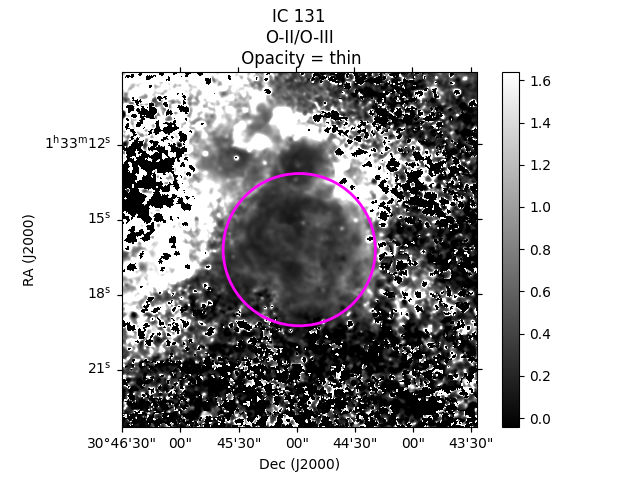 IC 131
O-II/O-III
Opacity = thin
1ʰ33ᵐ12ˢ
15ˢ
18ˢ
21ˢ
RA (J2000)
30°46'30" 00" 45'30" 00" 44'30" 00" 43'30"
Dec (J2000)
1.6
1.4
1.2
1.0
0.8
0.6
0.4
0.2
0.0